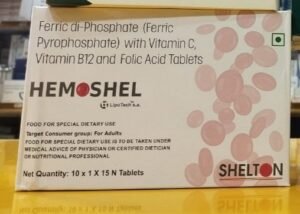 Ferric di-Phosphate (Ferric
Pyrophosphate) with Vitamin C,
Vitamin B12 and Folic Acid Tablets
HEMOSHEL
LipoTech s.a.
FOOD FOR SPECIAL DIETARY USE
Target Consumer group: For Adults
FOOD FOR SPECIAL DIETARY USE IS TO BE TAKEN UNDER
MEDICAL ADVICE OF PHYSICIAN OR CERTIFIED DIETICIAN
OR NUTRITIONAL PROFESSIONAL
Net Quantity: 10 x 1 X 15 N Tablets
SHELTON